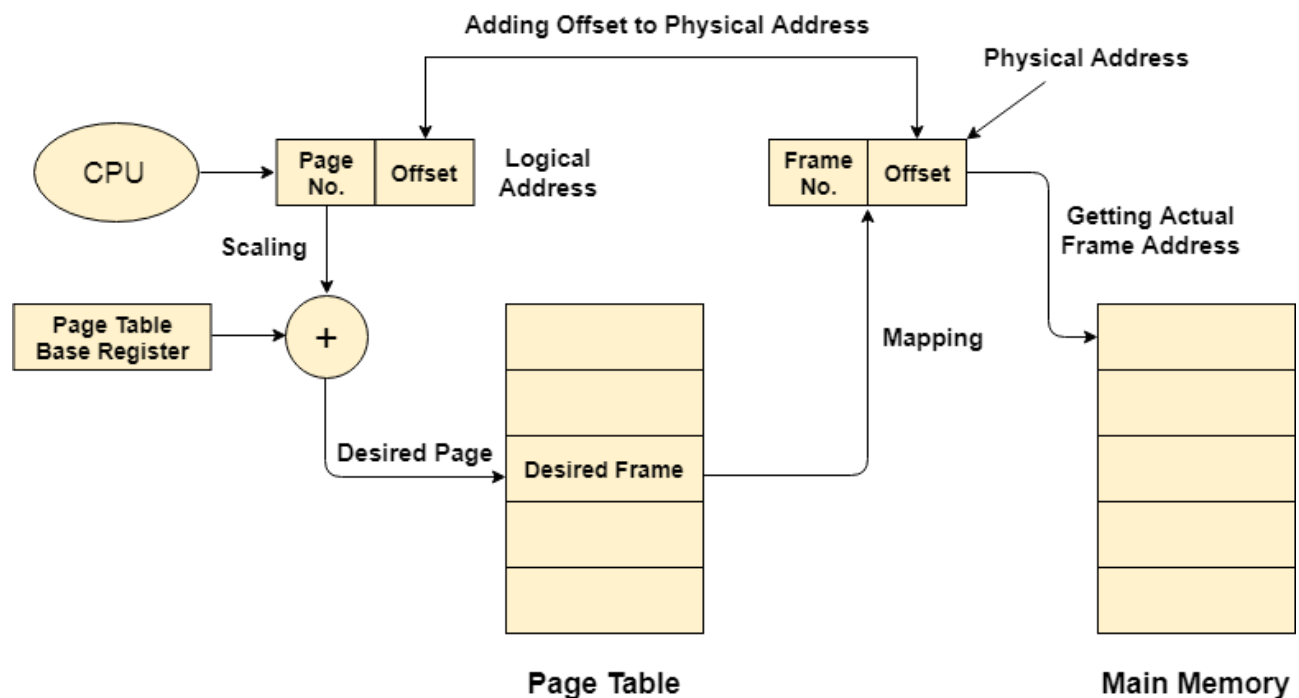 Adding Offset to Physical Address
Physical Address
CPU
Page
No.
Offset
Logical
Address
Frame
No.
Offset
Scaling
Getting Actual
Frame Address
Page Table
Base Register
+
Mapping
Desired Page
Desired Frame
Page Table
Main Memory